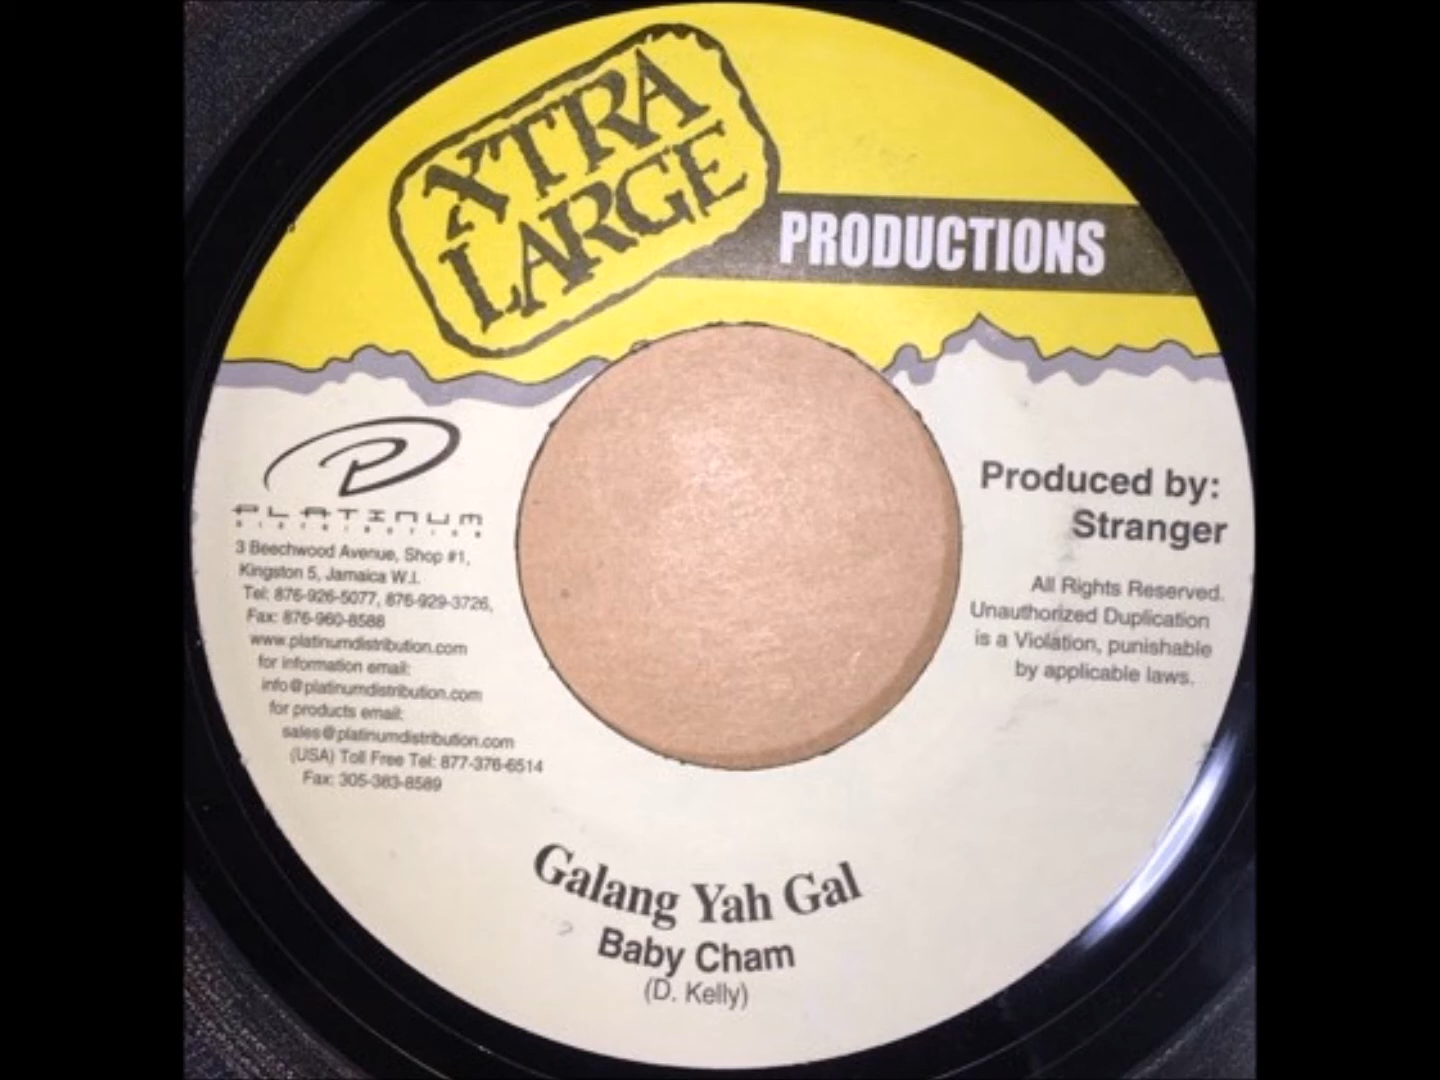 XTRA
LARGE
PRODUCTIONS
PLATINUM
DISTRIBUTION
3 Beechwood Avenue, Shop #1,
Kingston 5, Jamaica W.I.
Tel: 876-926-5077, 876-929-3726,
Fax: 876-960-8588
www.platinumdistribution.com
for information email:
info@platinumdistribution.com
for products email:
sales@platinumdistribution.com
(USA) Toll Free Tel: 877-376-6514
Fax: 305-383-8589
Produced by:
Stranger
All Rights Reserved.
Unauthorized Duplication
is a Violation, punishable
by applicable laws.
Galang Yah Gal
Baby Cham
(D. Kelly)